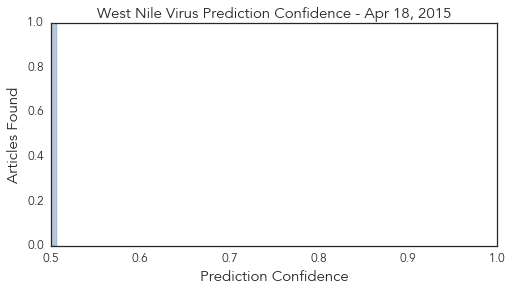 West Nile Virus Prediction Confidence - Apr 18, 2015
1.0
0.8
0.6
0.4
0.2
0.0
Articles Found
0.5 0.6 0.7 0.8 0.9 1.0
Prediction Confidence